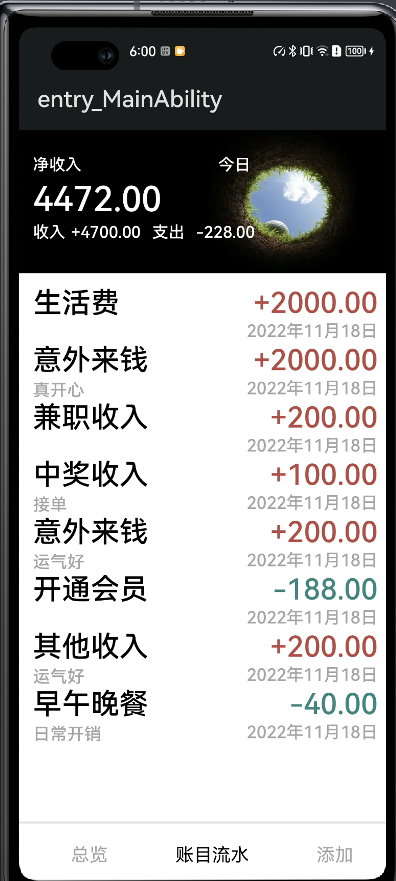 6:00
100
entry_MainAbility
净收入 今日
4472.00
收入 +4700.00 支出 -228.00
生活费 +2000.00
2022年11月18日
意外来钱 +2000.00
真开心 2022年11月18日
兼职收入 +200.00
2022年11月18日
中奖收入 +100.00
接单 2022年11月18日
意外来钱 +200.00
运气好 2022年11月18日
开通会员 -188.00
2022年11月18日
其他收入 +200.00
运气好 2022年11月18日
早午晚餐 -40.00
日常开销 2022年11月18日
总览 账目流水 添加